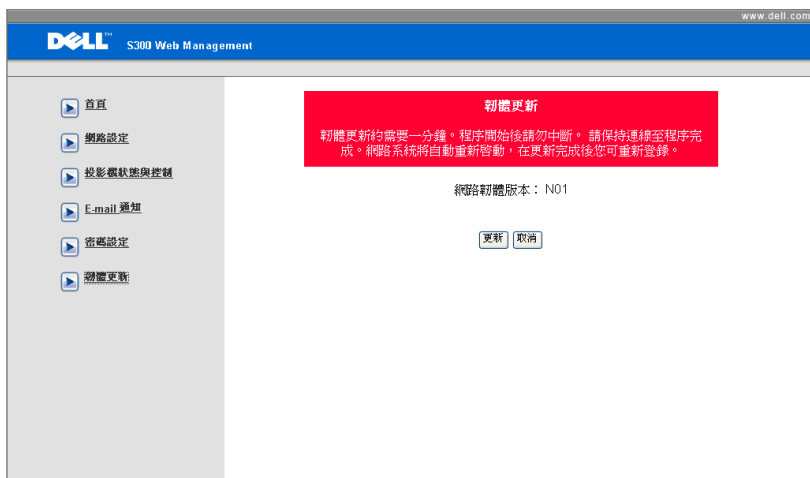 www.dell.com
DELL™ S300 Web Management
首頁
網路設定
投影機狀態與控制
E-mail 通知
密碼設定
韌體更新
韌體更新
韌體更新約需要一分鐘。程序開始後請勿中斷。 請保持連線至程序完
成。網路系統將自動重新啓動，在更新完成後您可重新登錄。
網路韌體版本： N01
更新 取消